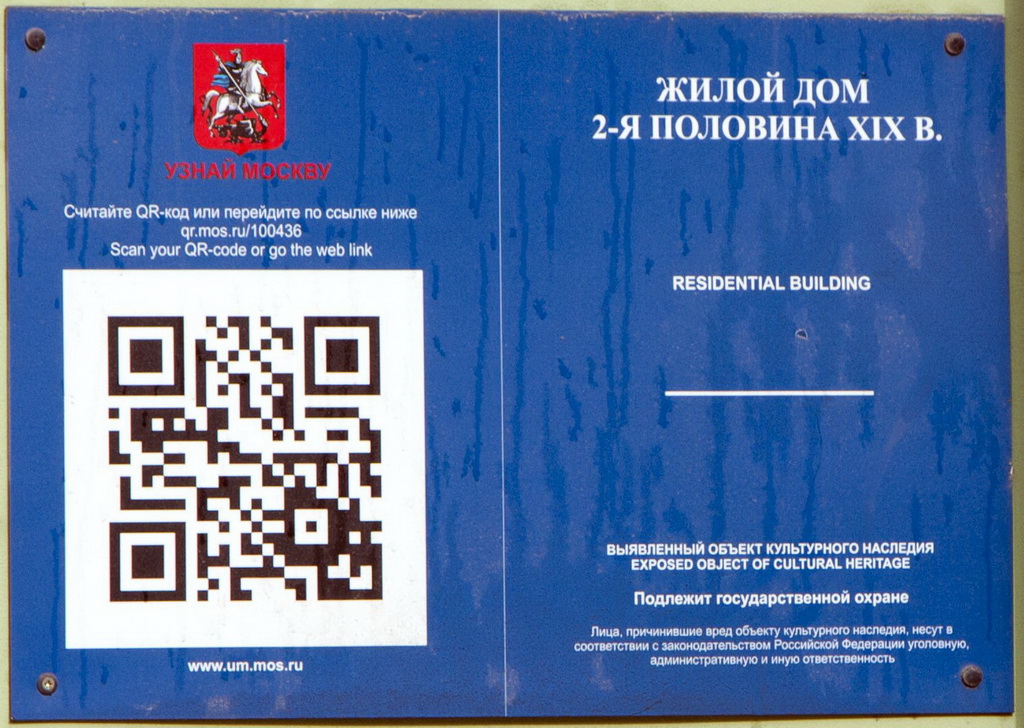 УЗНАЙ МОСКВУ
Считайте QR-код или перейдите по ссылке ниже
qr.mos.ru/100436
Scan your QR-code or go the web link
www.um.mos.ru
ЖИЛОЙ ДОМ
2-Я ПОЛОВИНА XIX В.
RESIDENTIAL BUILDING
ВЫЯВЛЕННЫЙ ОБЪЕКТ КУЛЬТУРНОГО НАСЛЕДИЯ
EXPOSED OBJECT OF CULTURAL HERITAGE
Подлежит государственной охране
Лица, причинившие вред объекту культурного наследия, несут в
соответствии с законодательством Российской Федерации уголовную,
административную и иную ответственность